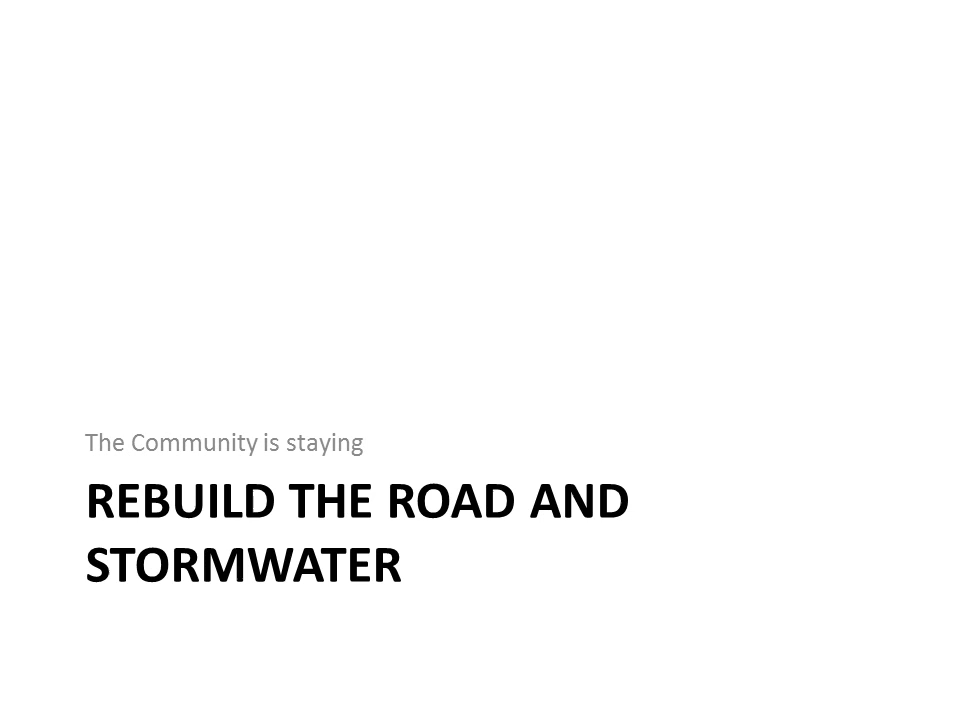 The Community is staying
REBUILD THE ROAD AND
STORMWATER